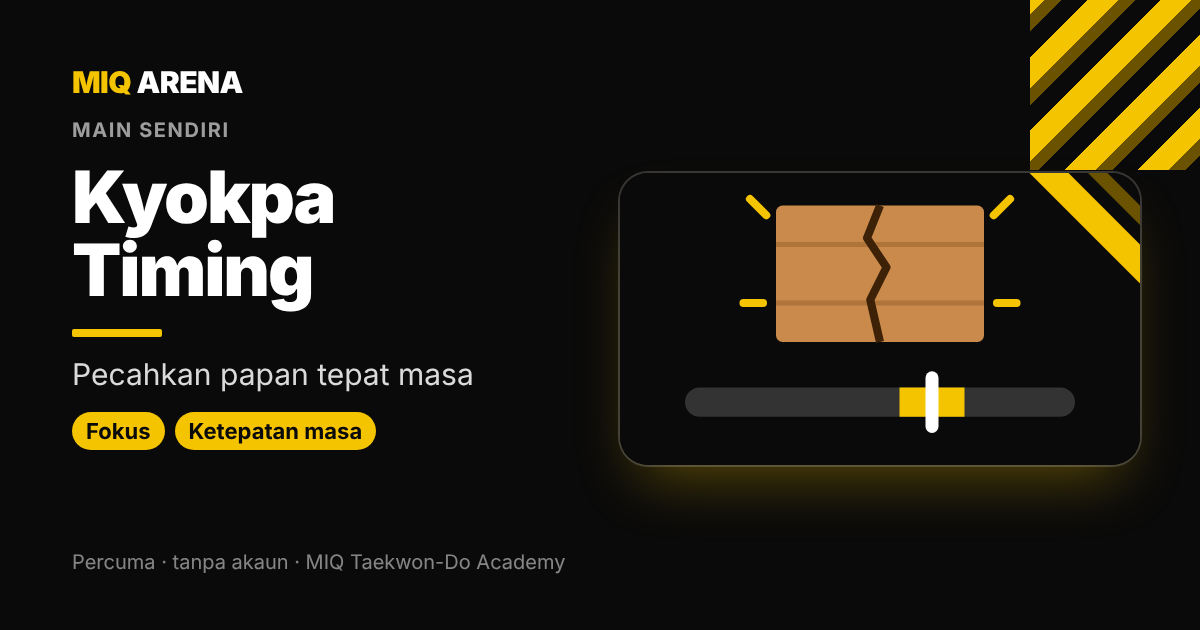 MIQ ARENA
MAIN SENDIRI
Kyokpa
Timing
Pecahkan papan tepat masa
Fokus
Ketepatan masa
Percuma · tanpa akaun · MIQ Taekwon-Do Academy